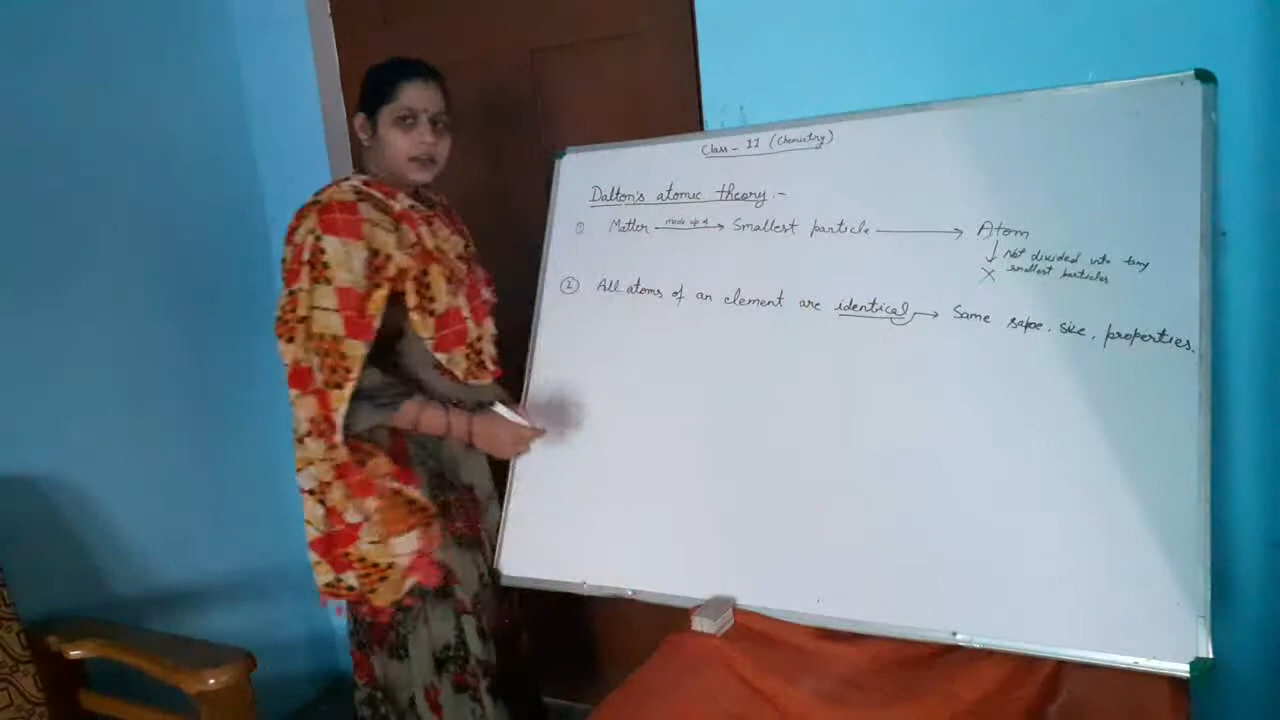 Class - 11 (Chemistry)
Dalton's atomic theory :-
① Matter made up of → Smallest particle → Atom
↓ Not divided into tiny
× smallest particles
② All atoms of an element are identical → Same sapoe, size, properties.